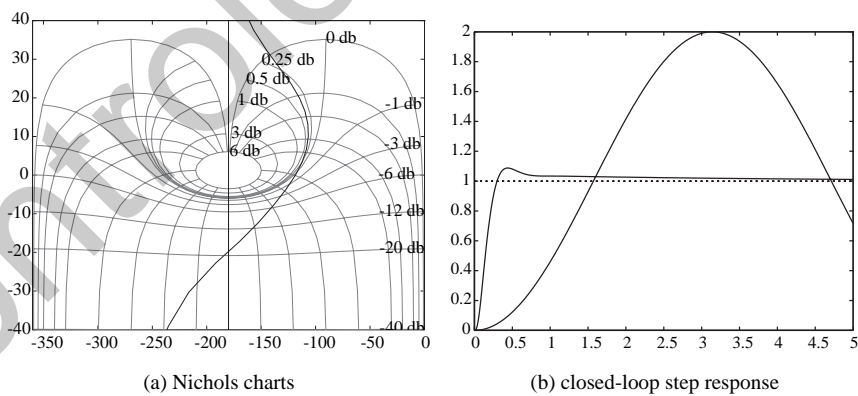 40
30
20
10
0
-10
-20
-30
-40
0 db
0.25 db
0.5 db
1 db
3 db
6 db
-1 db
-3 db
-6 db
-12 db
-20 db
-40 db
-350 -300 -250 -200 -150 -100 -50 0
(a) Nichols charts
2
1.8
1.6
1.4
1.2
1
0.8
0.6
0.4
0.2
0
0 0.5 1 1.5 2 2.5 3 3.5 4 4.5 5
(b) closed-loop step response